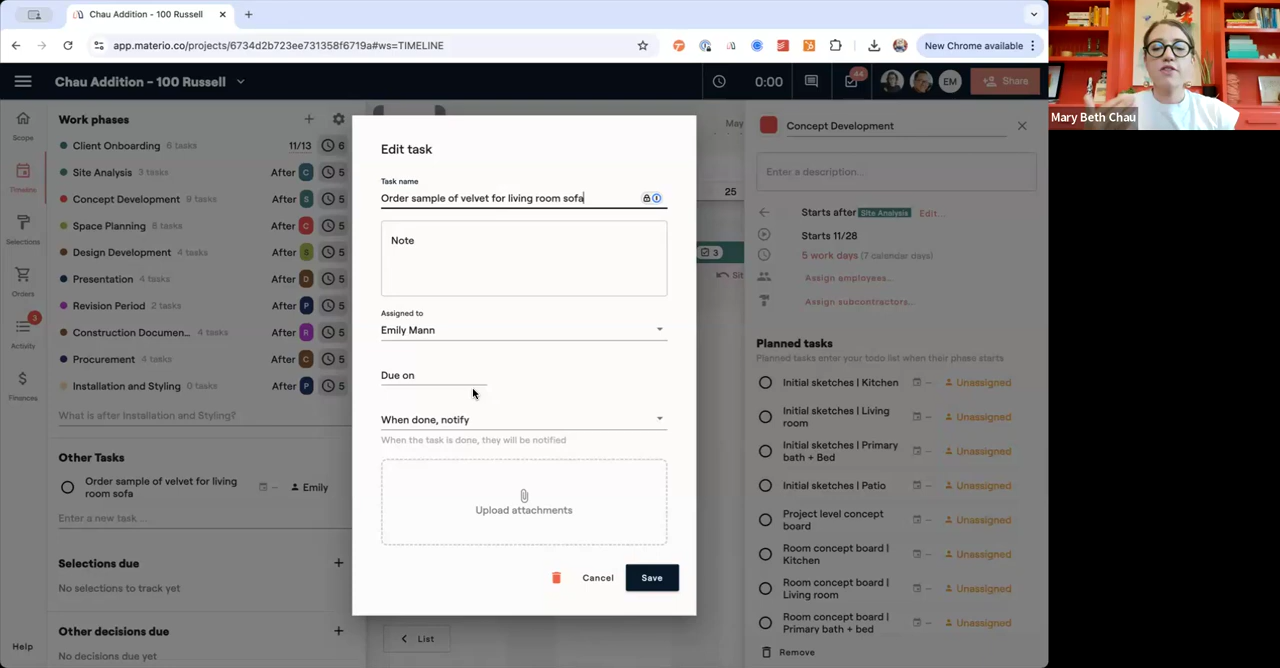 Chau Addition - 100 Russell
app.materio.co/projects/6734d2b723ee731358f6719a#ws=TIMELINE
New Chrome available
Chau Addition - 100 Russell
0:00
44
EM
Share
Mary Beth Chau
Scope
Timeline
Selections
Orders
3
Activity
Finances
Help
Work phases
Client Onboarding 6 tasks 11/13 6
Site Analysis 3 tasks After C 5
Concept Development 9 tasks After S 5
Space Planning 6 tasks After C 5
Design Development 4 tasks After S 5
Presentation 4 tasks After D 5
Revision Period 2 tasks After P 5
Construction Documen... 4 tasks After R 5
Procurement 4 tasks After C 5
Installation and Styling 0 tasks After P 5
What is after Installation and Styling?
Other Tasks
Order sample of velvet for living
room sofa
Emily
Enter a new task ...
Selections due
No selections to track yet
Other decisions due
No decisions due yet
Edit task
Task name
Order sample of velvet for living room sofa
Note
Assigned to
Emily Mann
Due on
When done, notify
When the task is done, they will be notified
Upload attachments
Cancel
Save
List
May
25
3
Sit
Concept Development
Enter a description...
Starts after Site Analysis Edit...
Starts 11/28
5 work days (7 calendar days)
Assign employees...
Assign subcontractors...
Planned tasks
Planned tasks enter your todo list when their phase starts
Initial sketches | Kitchen – Unassigned
Initial sketches | Living
room – Unassigned
Initial sketches | Primary
bath + Bed – Unassigned
Initial sketches | Patio – Unassigned
Project level concept
board – Unassigned
Room concept board |
Kitchen – Unassigned
Room concept board |
Living room – Unassigned
Room concept board |
Primary bath + bed – Unassigned
Remove